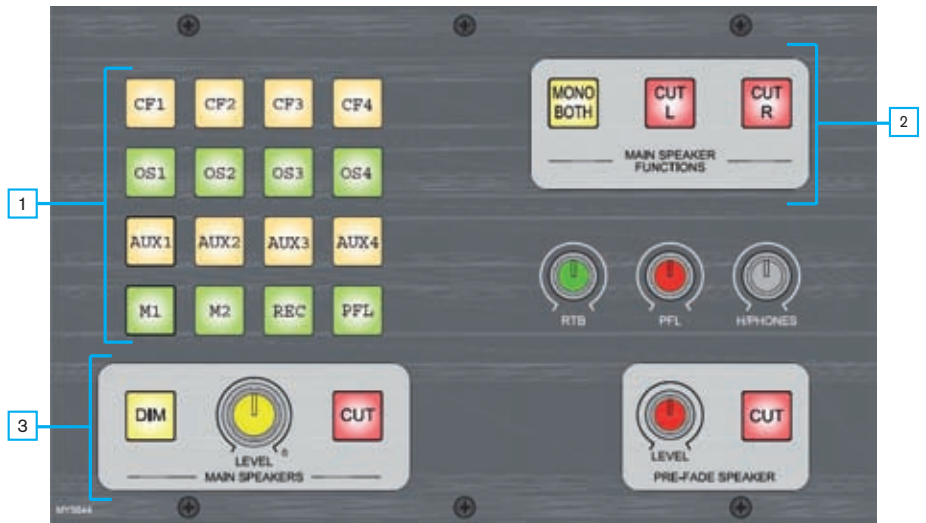 CF1 CF2 CF3 CF4
OS1 OS2 OS3 OS4
AUX1 AUX2 AUX3 AUX4
M1 M2 REC PFL
1
MONO BOTH
CUT L
CUT R
MAIN SPEAKER
FUNCTIONS
2
RTB PFL H/PHONES
3
DIM
LEVEL
CUT
MAIN SPEAKERS
LEVEL
CUT
PRE-FADE SPEAKER